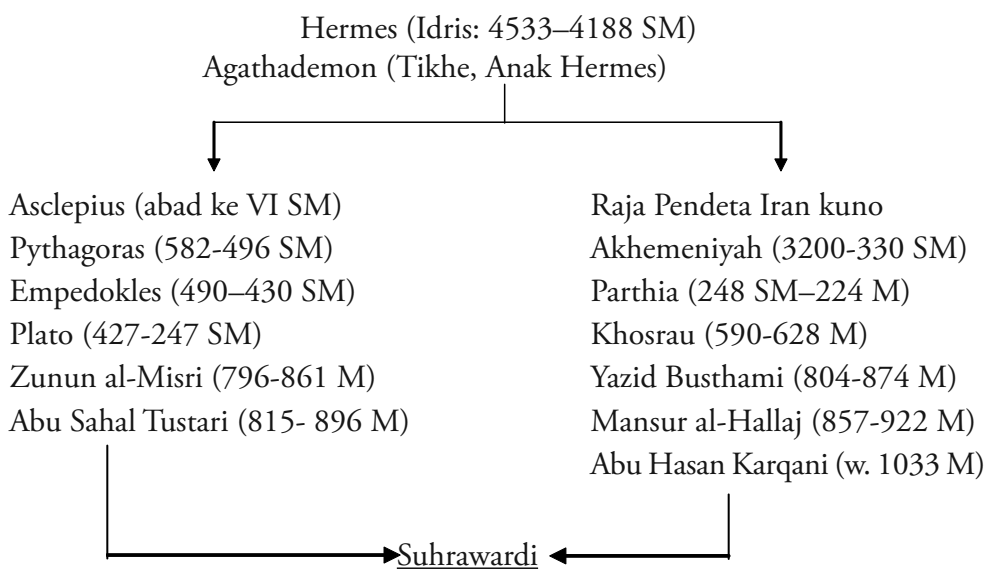 Hermes (Idris: 4533–4188 SM)
Agathademon (Tikhe, Anak Hermes)
Asclepius (abad ke VI SM)
Pythagoras (582-496 SM)
Empedokles (490–430 SM)
Plato (427-247 SM)
Zunun al-Misri (796-861 M)
Abu Sahal Tustari (815- 896 M)
Raja Pendeta Iran kuno
Akhemeniyah (3200-330 SM)
Parthia (248 SM–224 M)
Khosrau (590-628 M)
Yazid Busthami (804-874 M)
Mansur al-Hallaj (857-922 M)
Abu Hasan Karqani (w. 1033 M)
Suhrawardi